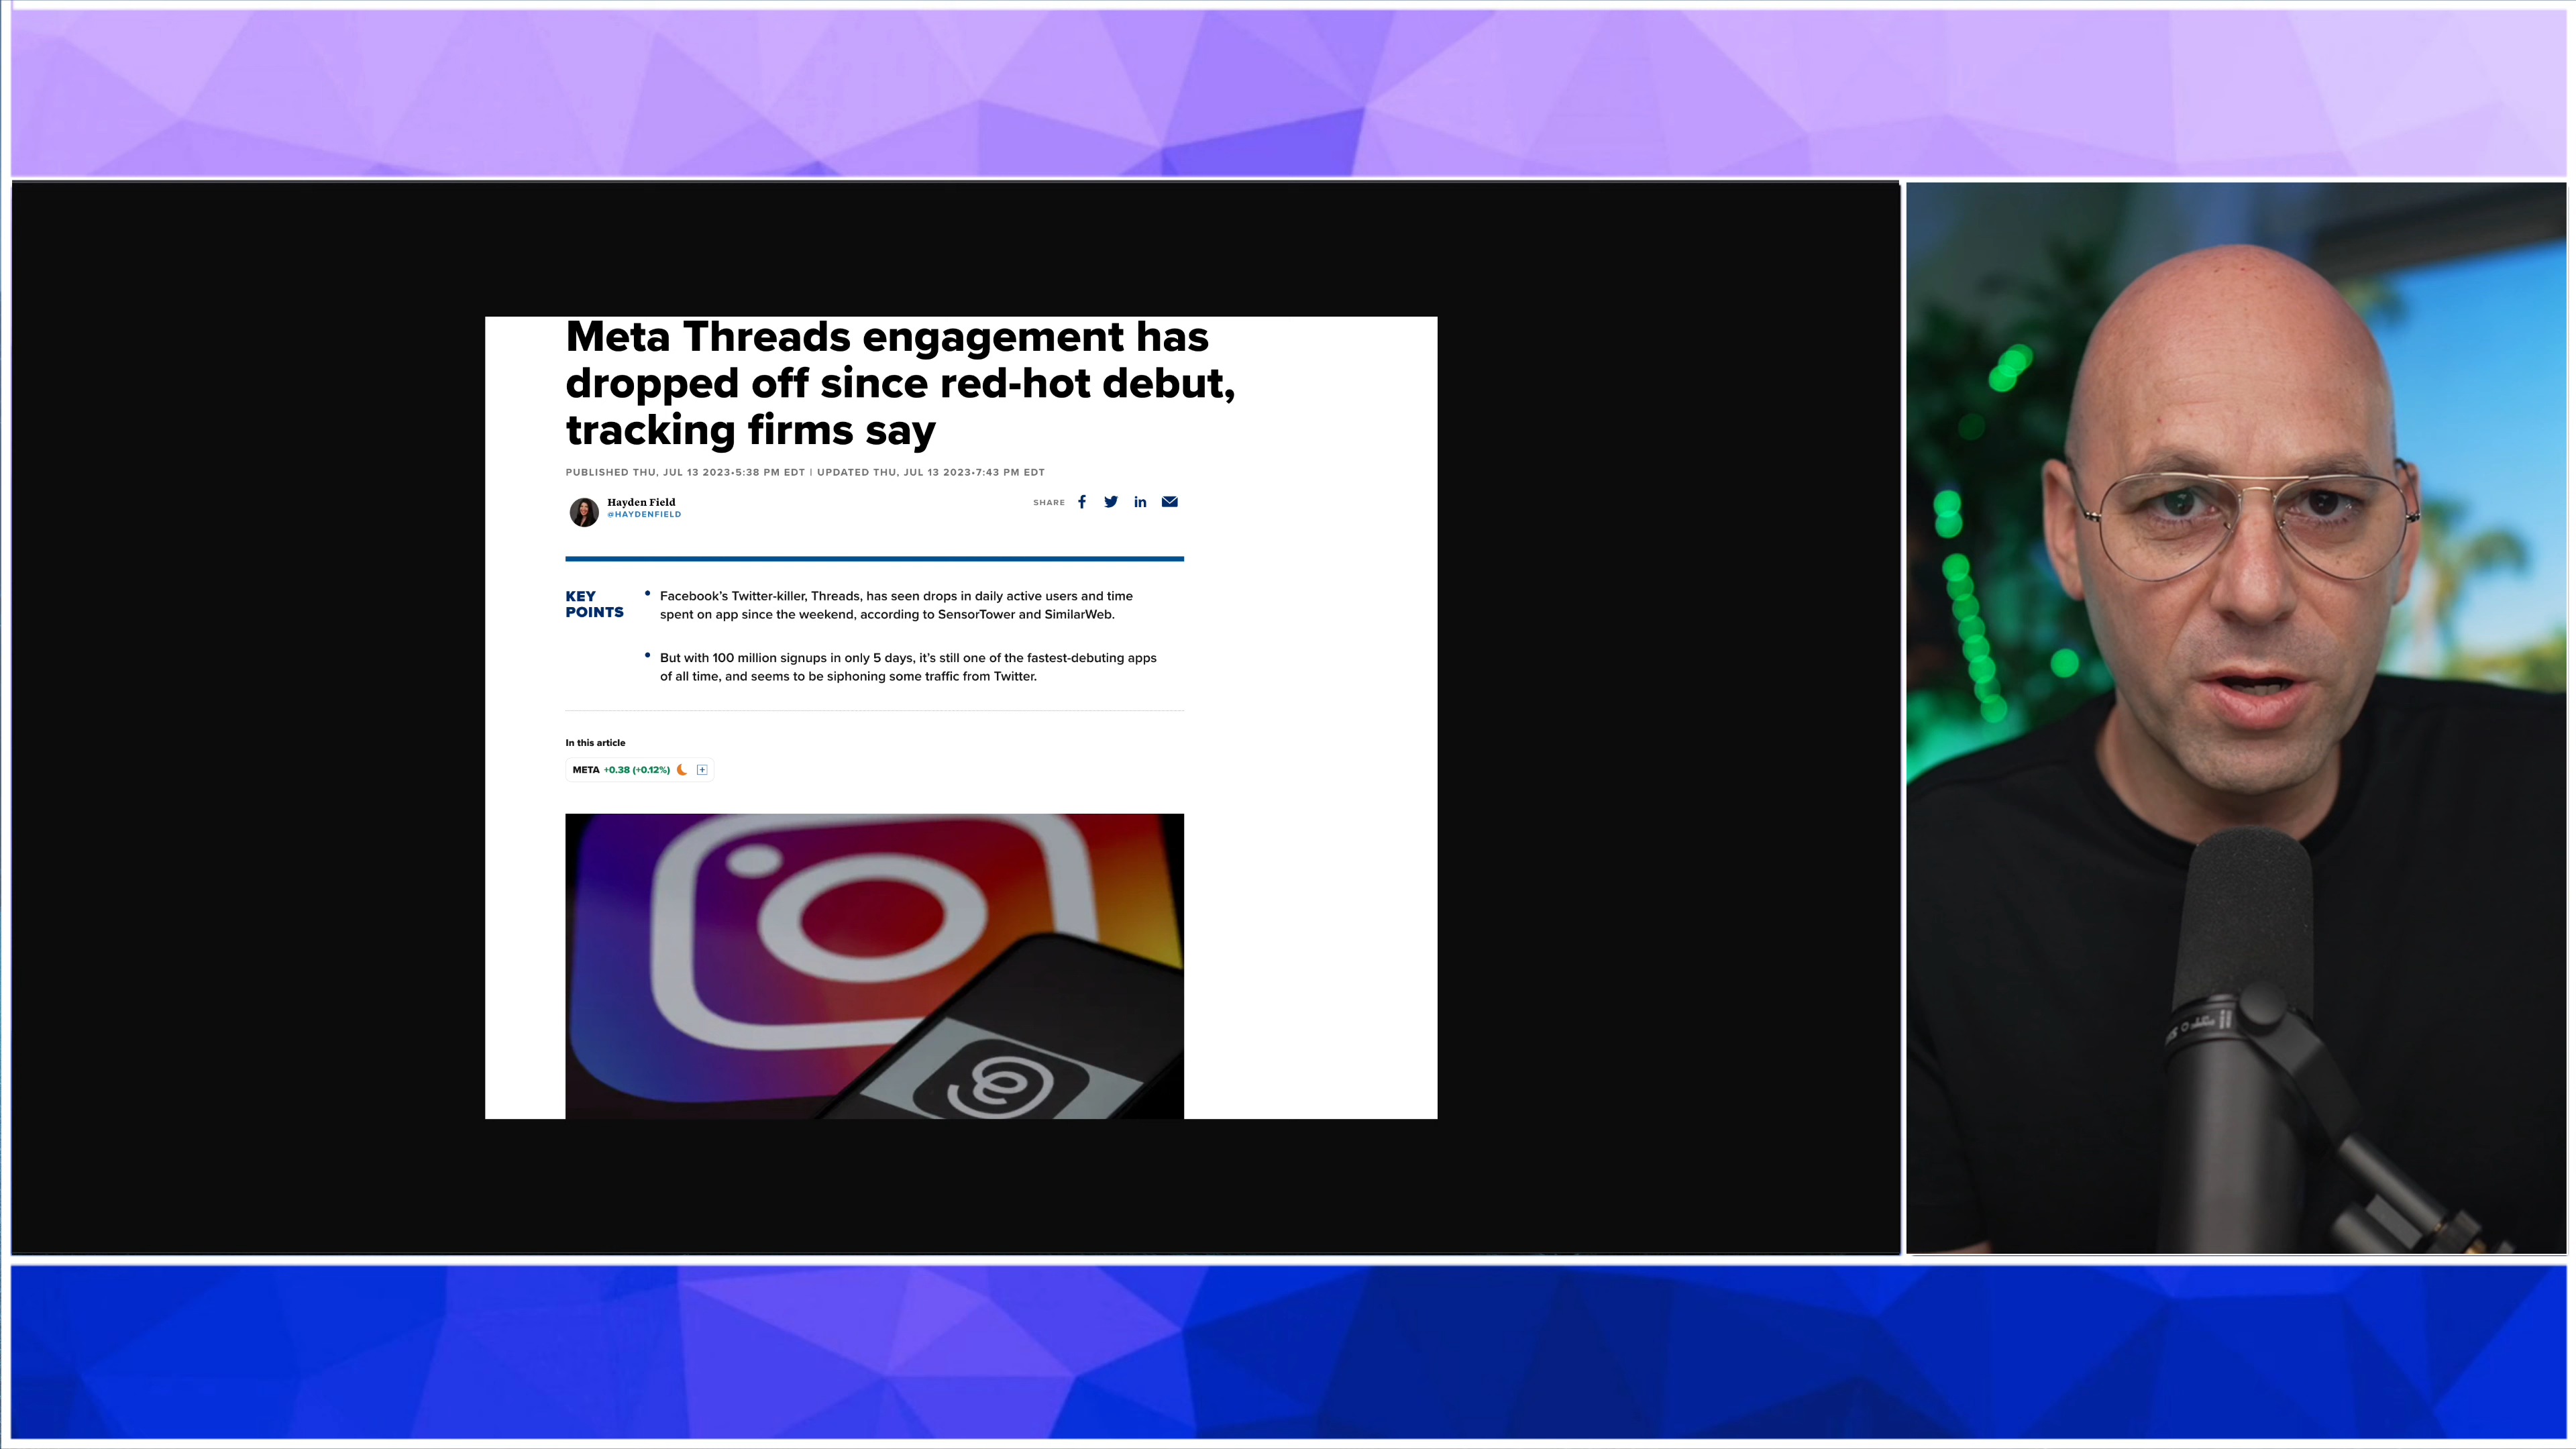 Meta Threads engagement has
dropped off since red-hot debut,
tracking firms say
PUBLISHED THU, JUL 13 2023•5:38 PM EDT | UPDATED THU, JUL 13 2023•7:43 PM EDT
Hayden Field
@HAYDENFIELD
SHARE
KEY
POINTS
• Facebook’s Twitter-killer, Threads, has seen drops in daily active users and time
spent on app since the weekend, according to SensorTower and SimilarWeb.
• But with 100 million signups in only 5 days, it’s still one of the fastest-debuting apps
of all time, and seems to be siphoning some traffic from Twitter.
In this article
META +0.38 (+0.12%)